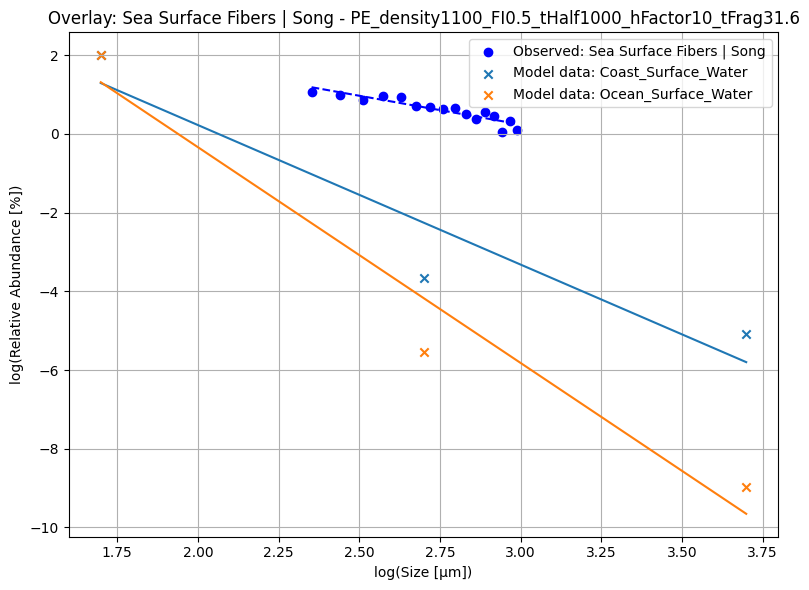 Overlay: Sea Surface Fibers | Song - PE_density1100_FI0.5_tHalf1000_hFactor10_tFrag31.6
Observed: Sea Surface Fibers | Song
Model data: Coast_Surface_Water
Model data: Ocean_Surface_Water
log(Relative Abundance [%])
2
0
−2
−4
−6
−8
−10
1.75 2.00 2.25 2.50 2.75 3.00 3.25 3.50 3.75
log(Size [µm])